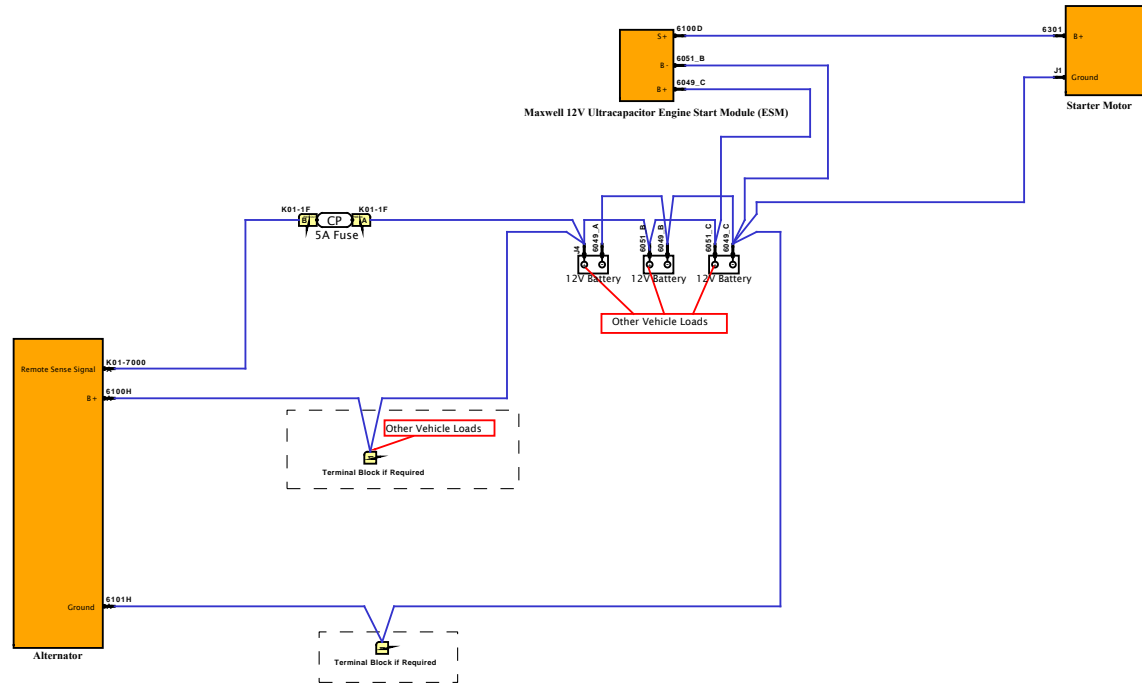 6100D
6301
S+
B+
6051_B
B-
J1
6049_C
Ground
B+
Starter Motor
Maxwell 12V Ultracapacitor Engine Start Module (ESM)
K01-1F
K01-1F
B
CP
A
5A Fuse
J4
6049_A
6051_B
6049_B
6051_C
6049_C
12V Battery
12V Battery
12V Battery
Other Vehicle Loads
K01-7000
Remote Sense Signal
6100H
B+
Other Vehicle Loads
Terminal Block if Required
6101H
Ground
Alternator
Terminal Block if Required